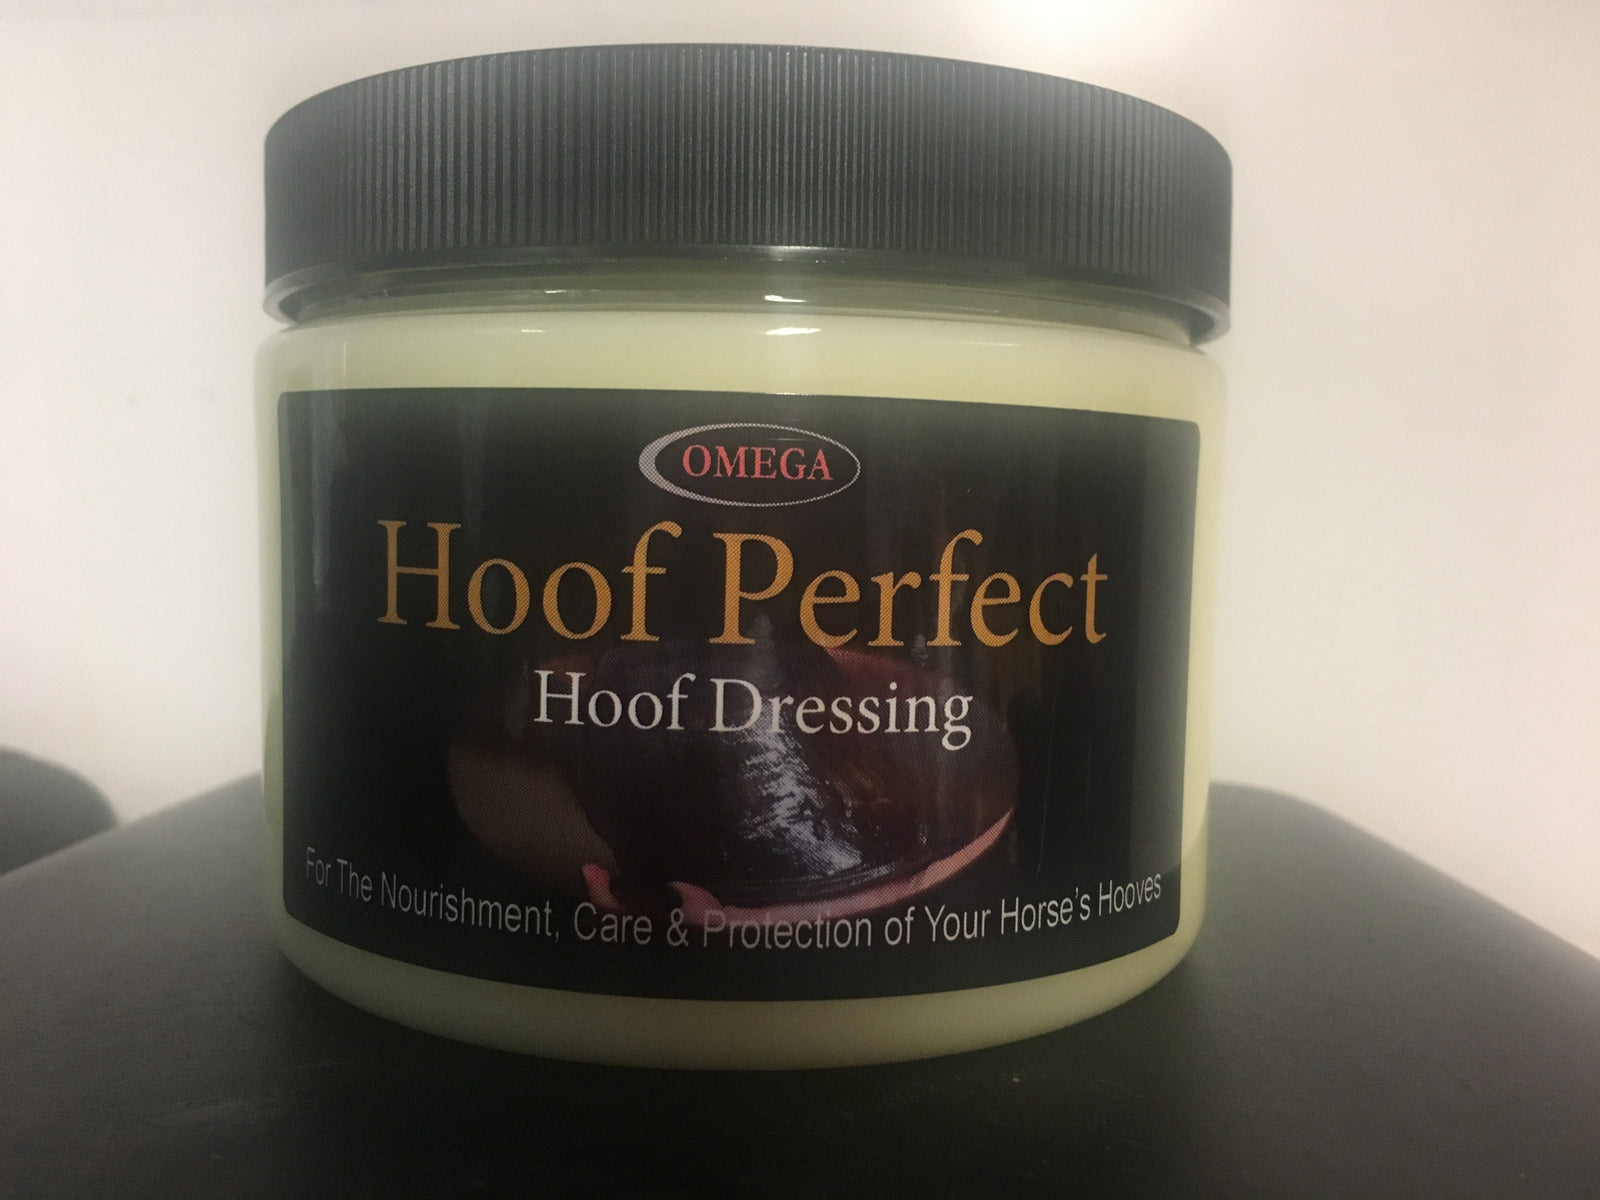 OMEGA
Hoof Perfect
Hoof Dressing
For The Nourishment, Care & Protection of Your Horse's Hooves